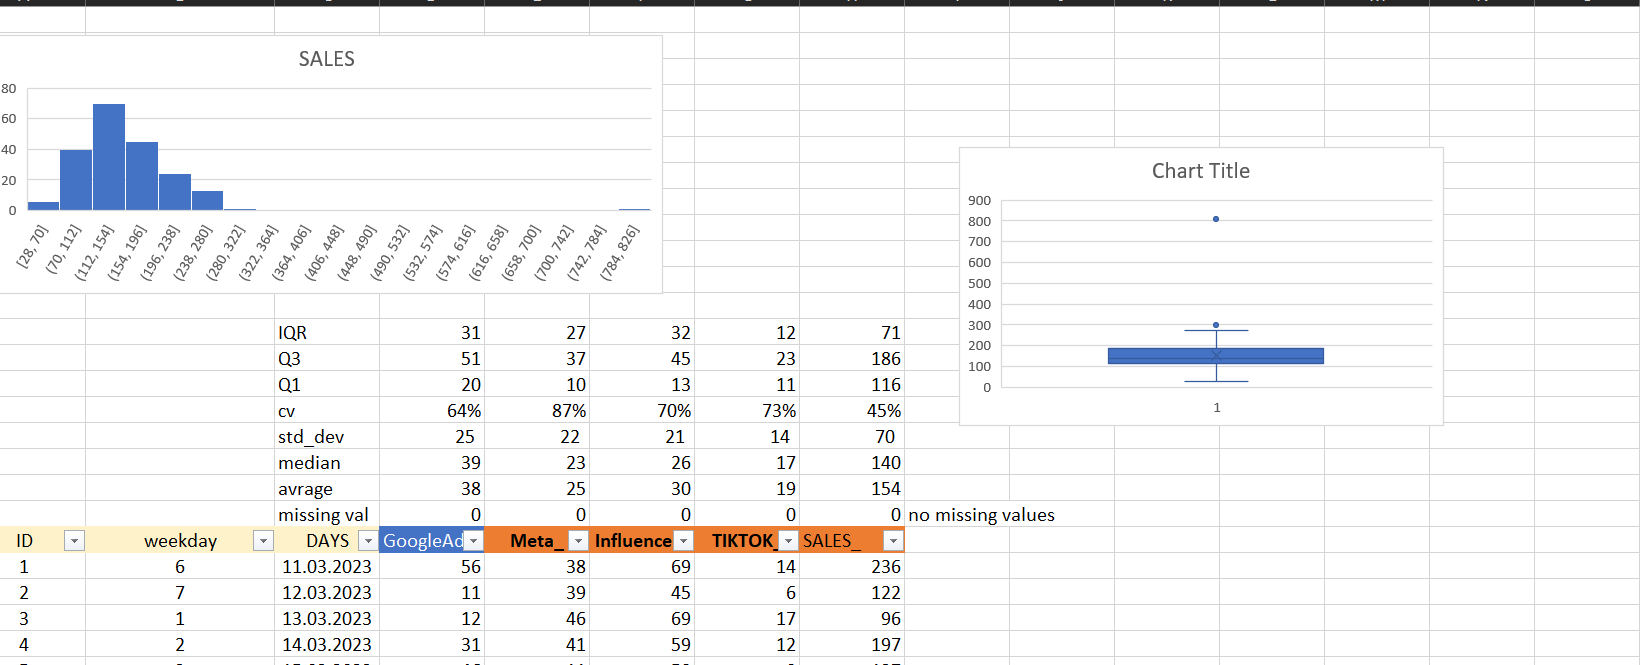 SALES
80
60
40
20
0
[28, 70] (70, 112] (112, 154] (154, 196] (196, 238] (238, 280] (280, 322] (322, 364] (364, 406] (406, 448] (448, 490] (490, 532] (532, 574] (574, 616] (616, 658] (658, 700] (700, 742] (742, 784] (784, 826]
Chart Title
900
800
700
600
500
400
300
200
100
0
1
IQR 31 27 32 12 71
Q3 51 37 45 23 186
Q1 20 10 13 11 116
cv 64% 87% 70% 73% 45%
std_dev 25 22 21 14 70
median 39 23 26 17 140
avrage 38 25 30 19 154
missing val 0 0 0 0 0 no missing values
ID weekday DAYS GoogleAd Meta_ Influence TIKTOK_ SALES_
1 6 11.03.2023 56 38 69 14 236
2 7 12.03.2023 11 39 45 6 122
3 1 13.03.2023 12 46 69 17 96
4 2 14.03.2023 31 41 59 12 197